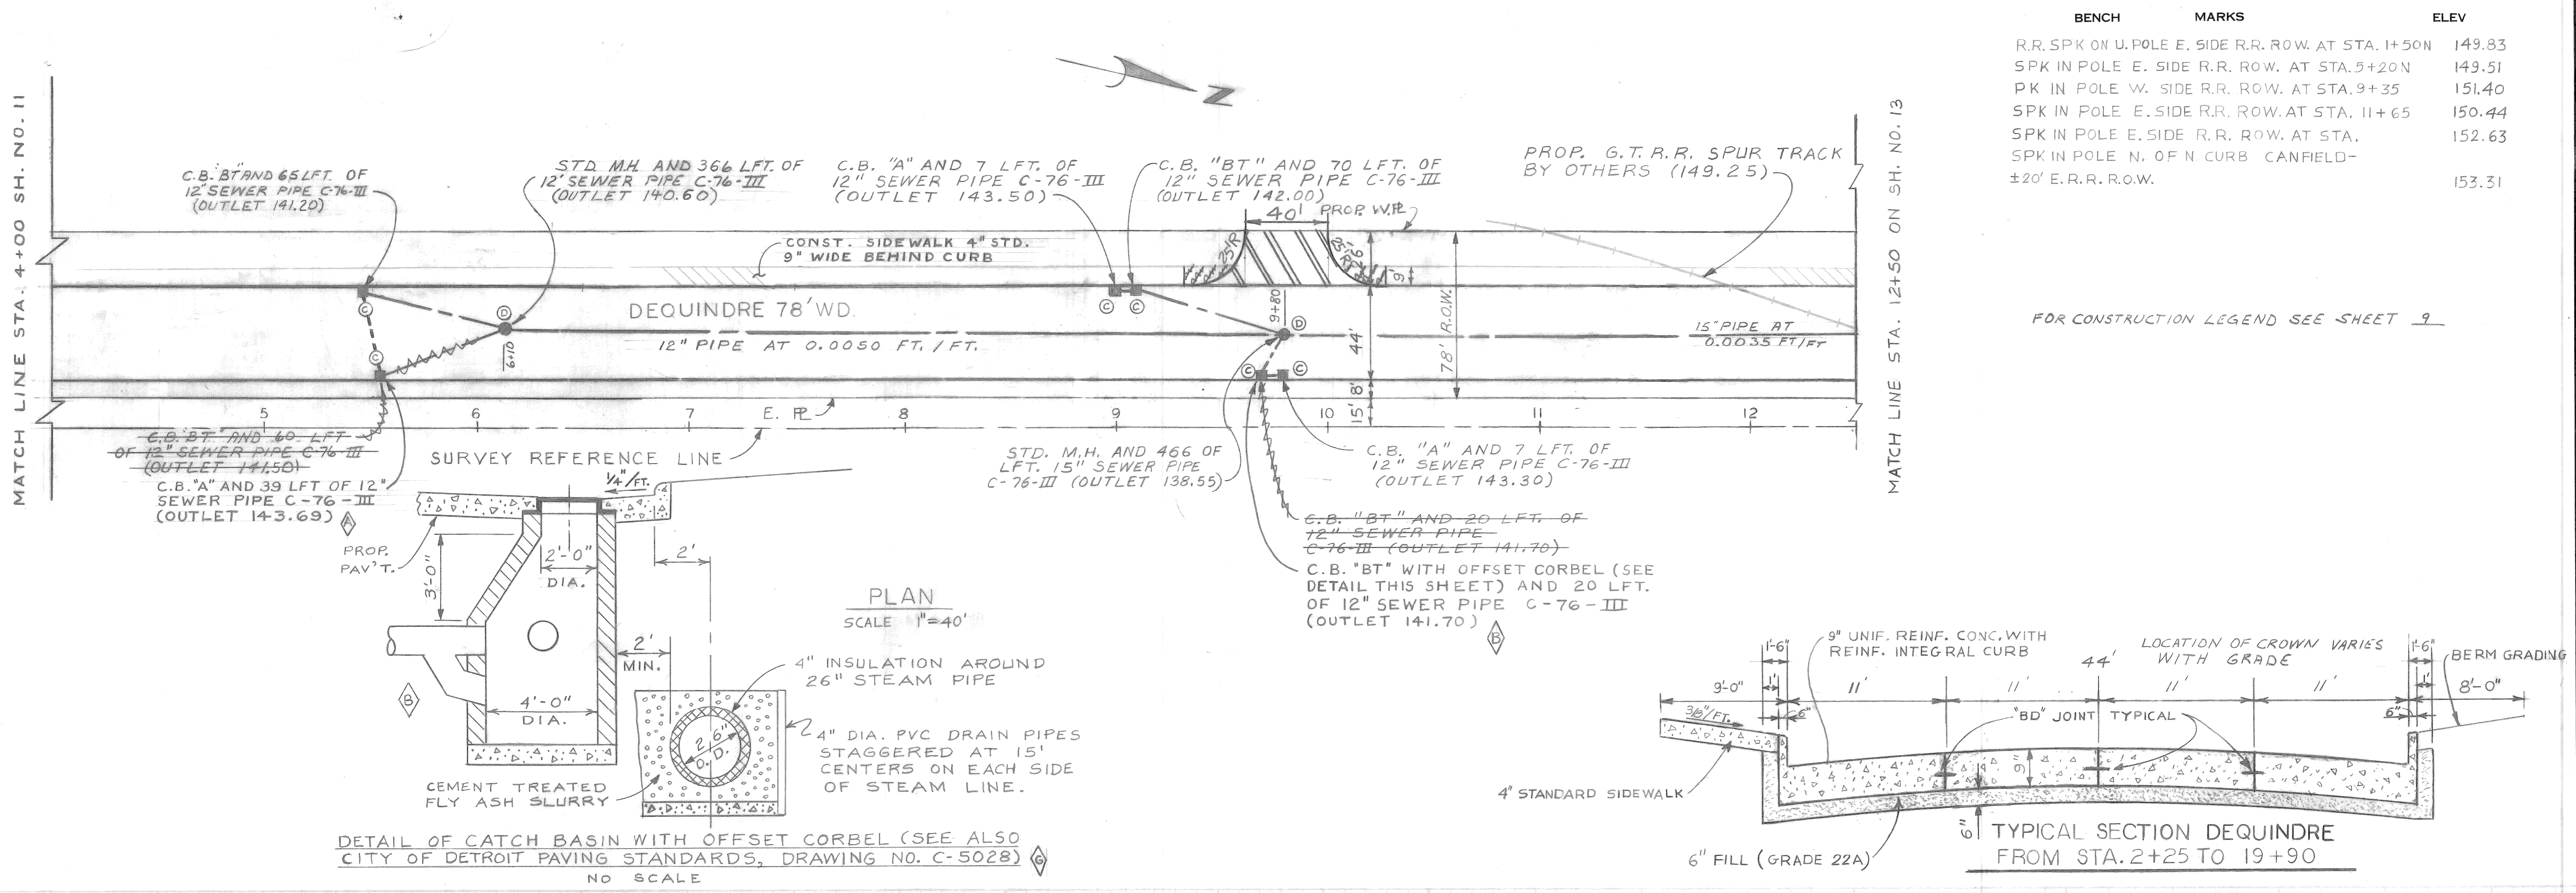 BENCH MARKS ELEV
R.R. SPK ON U. POLE E. SIDE R.R. ROW. AT STA. 1+50N 149.83
SPK IN POLE E. SIDE R.R. ROW. AT STA. 5+20N 149.51
PK IN POLE W. SIDE R.R. ROW. AT STA. 9+35 151.40
SPK IN POLE E. SIDE R.R. ROW. AT STA. 11+65 150.44
SPK IN POLE E. SIDE R.R. ROW. AT STA. 152.63
SPK IN POLE N. OF N CURB CANFIELD-
±20' E. R.R. R.O.W. 153.31
FOR CONSTRUCTION LEGEND SEE SHEET 9
MATCH LINE STA. 4+00 SH. NO. 11
N
C.B. "BT" AND 65 LFT. OF
12" SEWER PIPE C-76-III
(OUTLET 141.20)
STD. M.H. AND 366 LFT. OF
12" SEWER PIPE C-76-III
(OUTLET 140.60)
C.B. "A" AND 7 LFT. OF
12" SEWER PIPE C-76-III
(OUTLET 143.50)
C.B. "BT" AND 70 LFT. OF
12" SEWER PIPE C-76-III
(OUTLET 142.00)
PROP. G.T.R.R. SPUR TRACK
BY OTHERS (149.25)
40' PROP. W. PL
CONST. SIDEWALK 4" STD.
9" WIDE BEHIND CURB
25'R
25'R
26'
9'
C
D
C C
9+80
D
DEQUINDRE 78' WD.
12" PIPE AT 0.0050 FT./FT.
44'
78' R.O.W.
15" PIPE AT
0.0035 FT/FT
C
6+10
C C
8'
15'
5 6 7 8 9 10 11 12
E. PL
SURVEY REFERENCE LINE
MATCH LINE STA. 12+50 ON SH. NO. 13
C.B. "BT" AND 60 LFT
OF 12" SEWER PIPE C-76-III
(OUTLET 141.50)
C.B. "A" AND 39 LFT OF 12"
SEWER PIPE C-76-III
(OUTLET 143.69) A
STD. M.H. AND 466 OF
LFT. 15" SEWER PIPE
C-76-III (OUTLET 138.55)
C.B. "A" AND 7 LFT. OF
12" SEWER PIPE C-76-III
(OUTLET 143.30)
C.B. "BT" AND 20 LFT. OF
12" SEWER PIPE
C-76-III (OUTLET 141.70)
C.B. "BT" WITH OFFSET CORBEL (SEE
DETAIL THIS SHEET) AND 20 LFT.
OF 12" SEWER PIPE C-76-III
(OUTLET 141.70) B
PLAN
SCALE 1"=40'
1/4"/FT.
PROP.
PAV'T.
3'-0"
2'-0"
DIA.
2'
2'
MIN.
4'-0"
DIA.
B
4" INSULATION AROUND
26" STEAM PIPE
26"
O.D.
4" DIA. PVC DRAIN PIPES
STAGGERED AT 15'
CENTERS ON EACH SIDE
OF STEAM LINE.
CEMENT TREATED
FLY ASH SLURRY
DETAIL OF CATCH BASIN WITH OFFSET CORBEL (SEE ALSO
CITY OF DETROIT PAVING STANDARDS, DRAWING NO. C-5028) G
NO SCALE
9" UNIF. REINF. CONC. WITH
REINF. INTEGRAL CURB
LOCATION OF CROWN VARIES
WITH GRADE
44'
1'-6" 1'-6"
BERM GRADING
9'-0" 1' 11' 11' 11' 11' 1' 8'-0"
3/8"/FT.
6" 6"
"BD" JOINT TYPICAL
9"
4" STANDARD SIDEWALK
6"
6" FILL (GRADE 22A)
TYPICAL SECTION DEQUINDRE
FROM STA. 2+25 TO 19+90